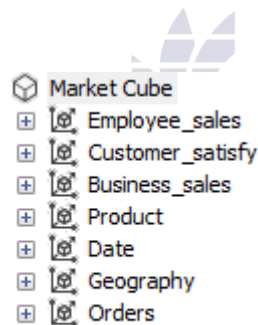 Market Cube
Employee_sales
Customer_satisfy
Business_sales
Product
Date
Geography
Orders